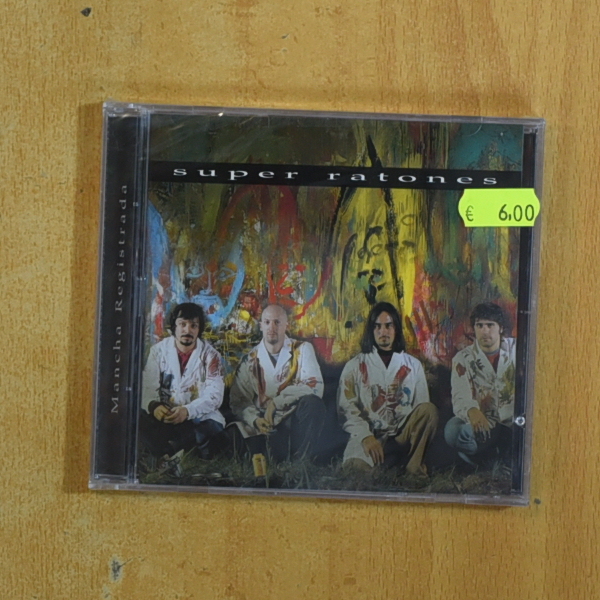 super ratones
€ 6,00
Mancha Registrada